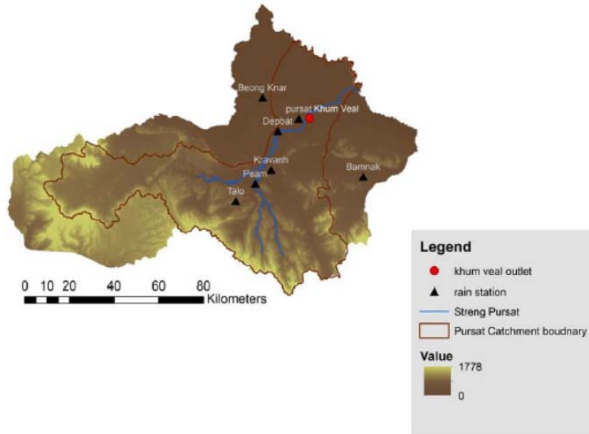 Beong Knar
pursat Khum Veal
Depbat
Kravanh
Peam
Bamnak
Talo
0 10 20 40 60 80
Kilometers
Legend
khum veal outlet
rain station
Streng Pursat
Pursat Catchment boudnary
Value
1778
0